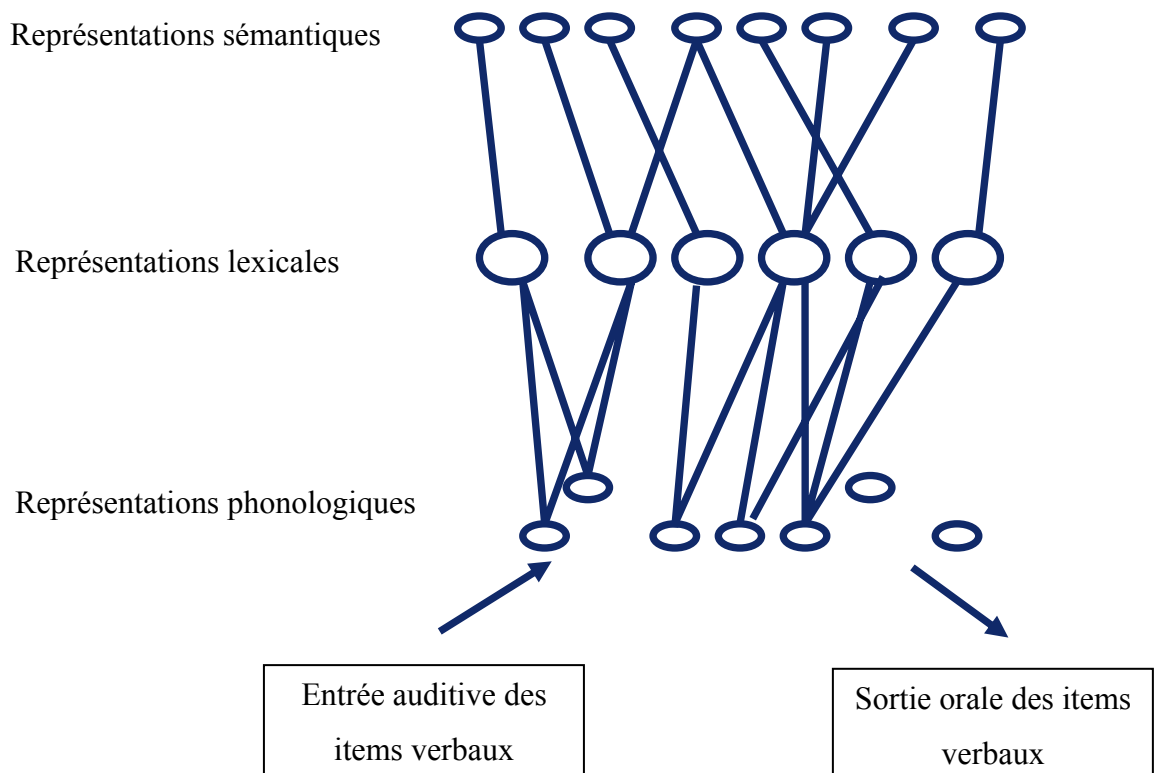 Représentations sémantiques
Représentations lexicales
Représentations phonologiques
Entrée auditive des
items verbaux
Sortie orale des items
verbaux